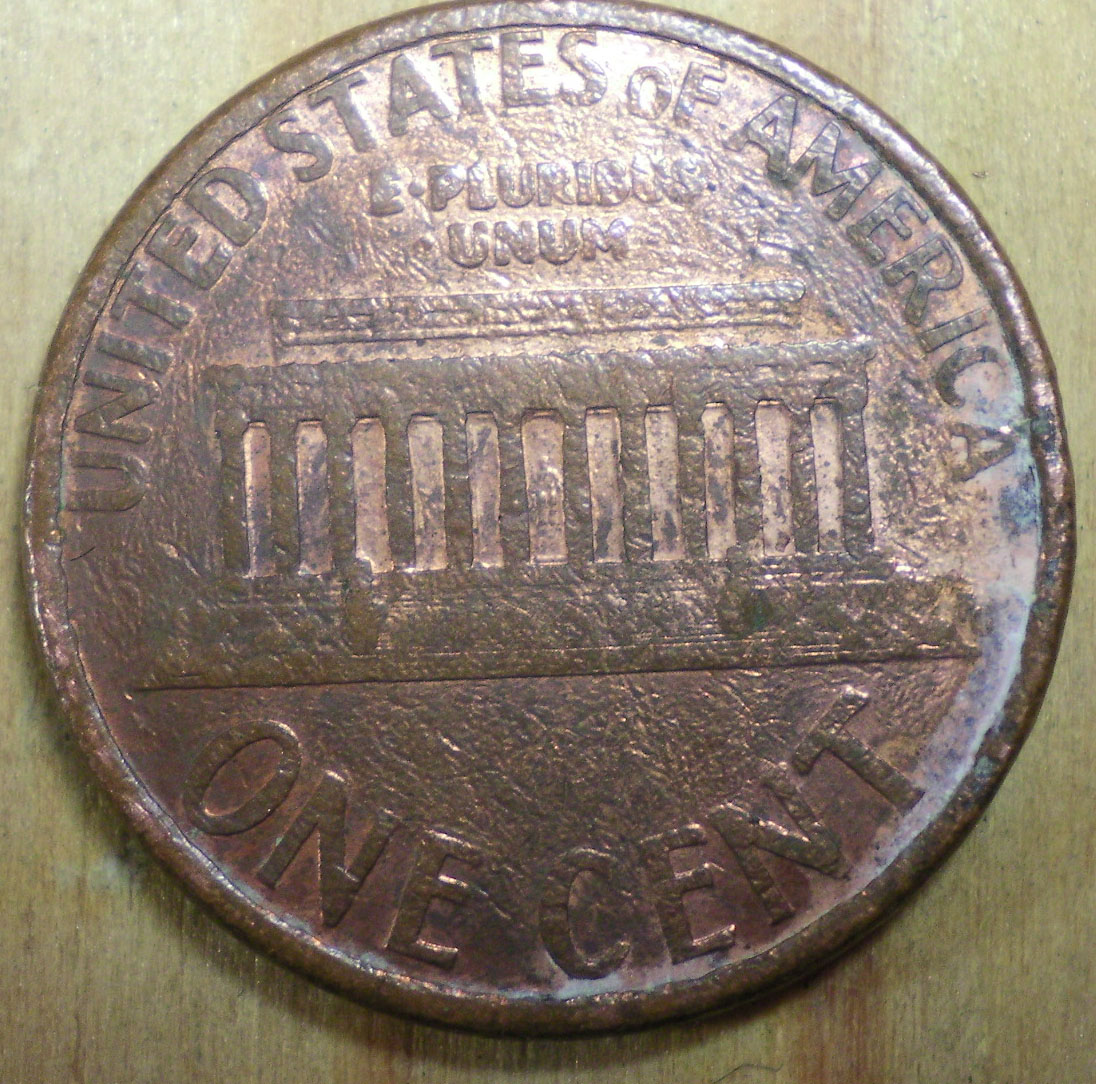 UNITED STATES OF AMERICA
E·PLURIBUS
·UNUM
ONE CENT